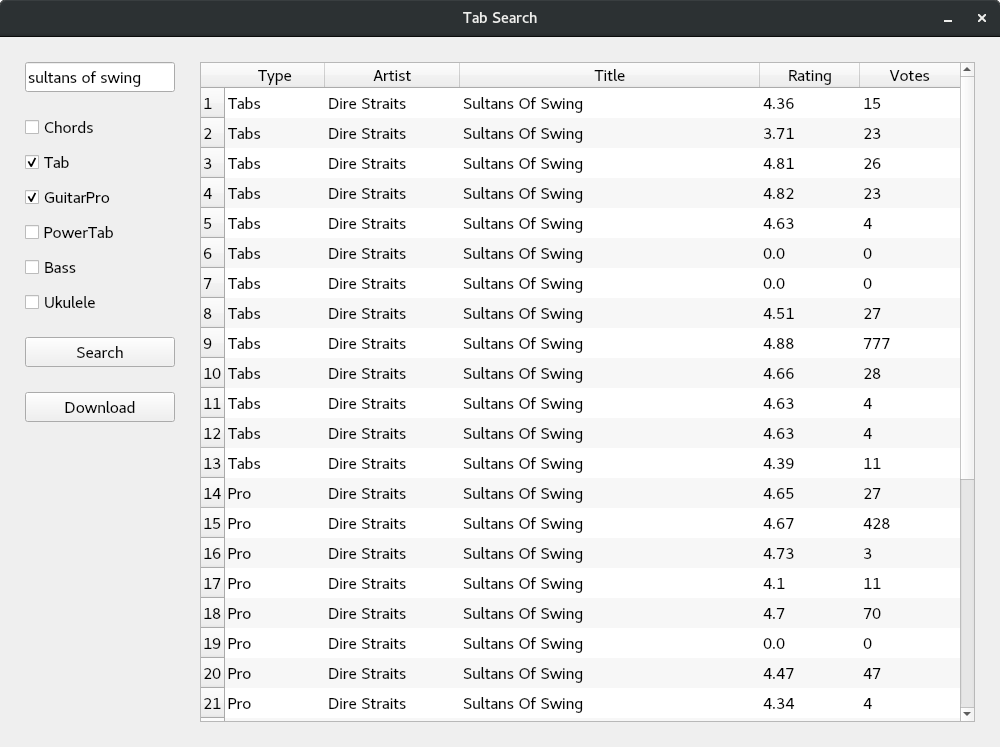 Tab Search
sultans of swing
Chords
Tab
GuitarPro
PowerTab
Bass
Ukulele
Search
Download
Type Artist Title Rating Votes
1 Tabs Dire Straits Sultans Of Swing 4.36 15
2 Tabs Dire Straits Sultans Of Swing 3.71 23
3 Tabs Dire Straits Sultans Of Swing 4.81 26
4 Tabs Dire Straits Sultans Of Swing 4.82 23
5 Tabs Dire Straits Sultans Of Swing 4.63 4
6 Tabs Dire Straits Sultans Of Swing 0.0 0
7 Tabs Dire Straits Sultans Of Swing 0.0 0
8 Tabs Dire Straits Sultans Of Swing 4.51 27
9 Tabs Dire Straits Sultans Of Swing 4.88 777
10 Tabs Dire Straits Sultans Of Swing 4.66 28
11 Tabs Dire Straits Sultans Of Swing 4.63 4
12 Tabs Dire Straits Sultans Of Swing 4.63 4
13 Tabs Dire Straits Sultans Of Swing 4.39 11
14 Pro Dire Straits Sultans Of Swing 4.65 27
15 Pro Dire Straits Sultans Of Swing 4.67 428
16 Pro Dire Straits Sultans Of Swing 4.73 3
17 Pro Dire Straits Sultans Of Swing 4.1 11
18 Pro Dire Straits Sultans Of Swing 4.7 70
19 Pro Dire Straits Sultans Of Swing 0.0 0
20 Pro Dire Straits Sultans Of Swing 4.47 47
21 Pro Dire Straits Sultans Of Swing 4.34 4